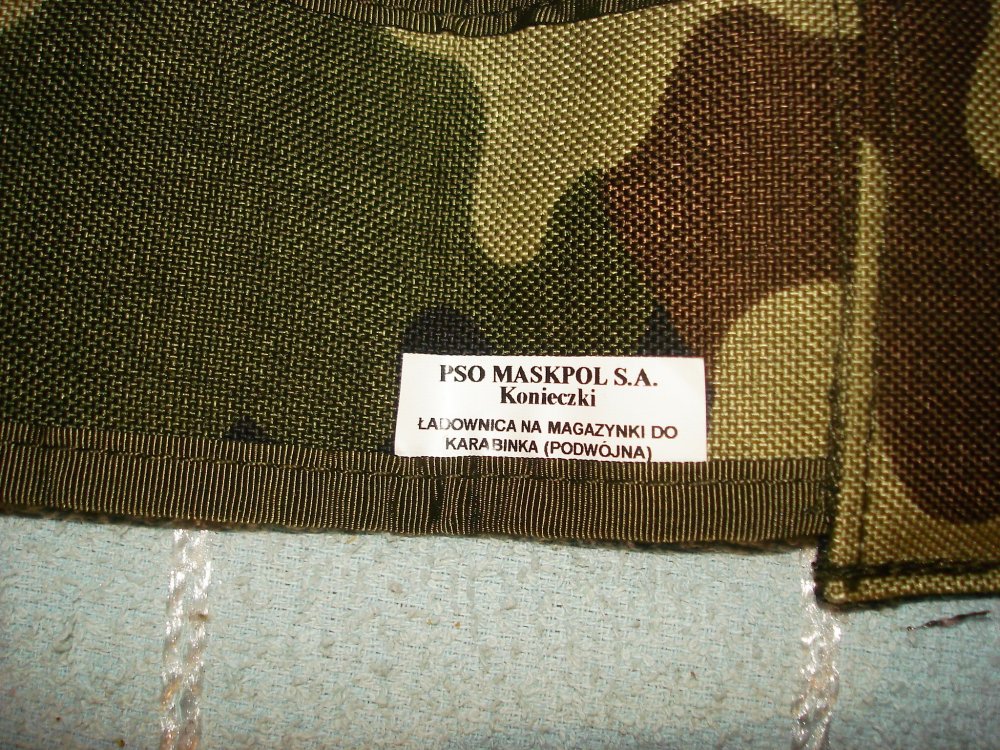 PSO MASKPOL S.A.
Konieczki
ŁADOWNICA NA MAGAZYNKI DO
KARABINKA (PODWÓJNA)